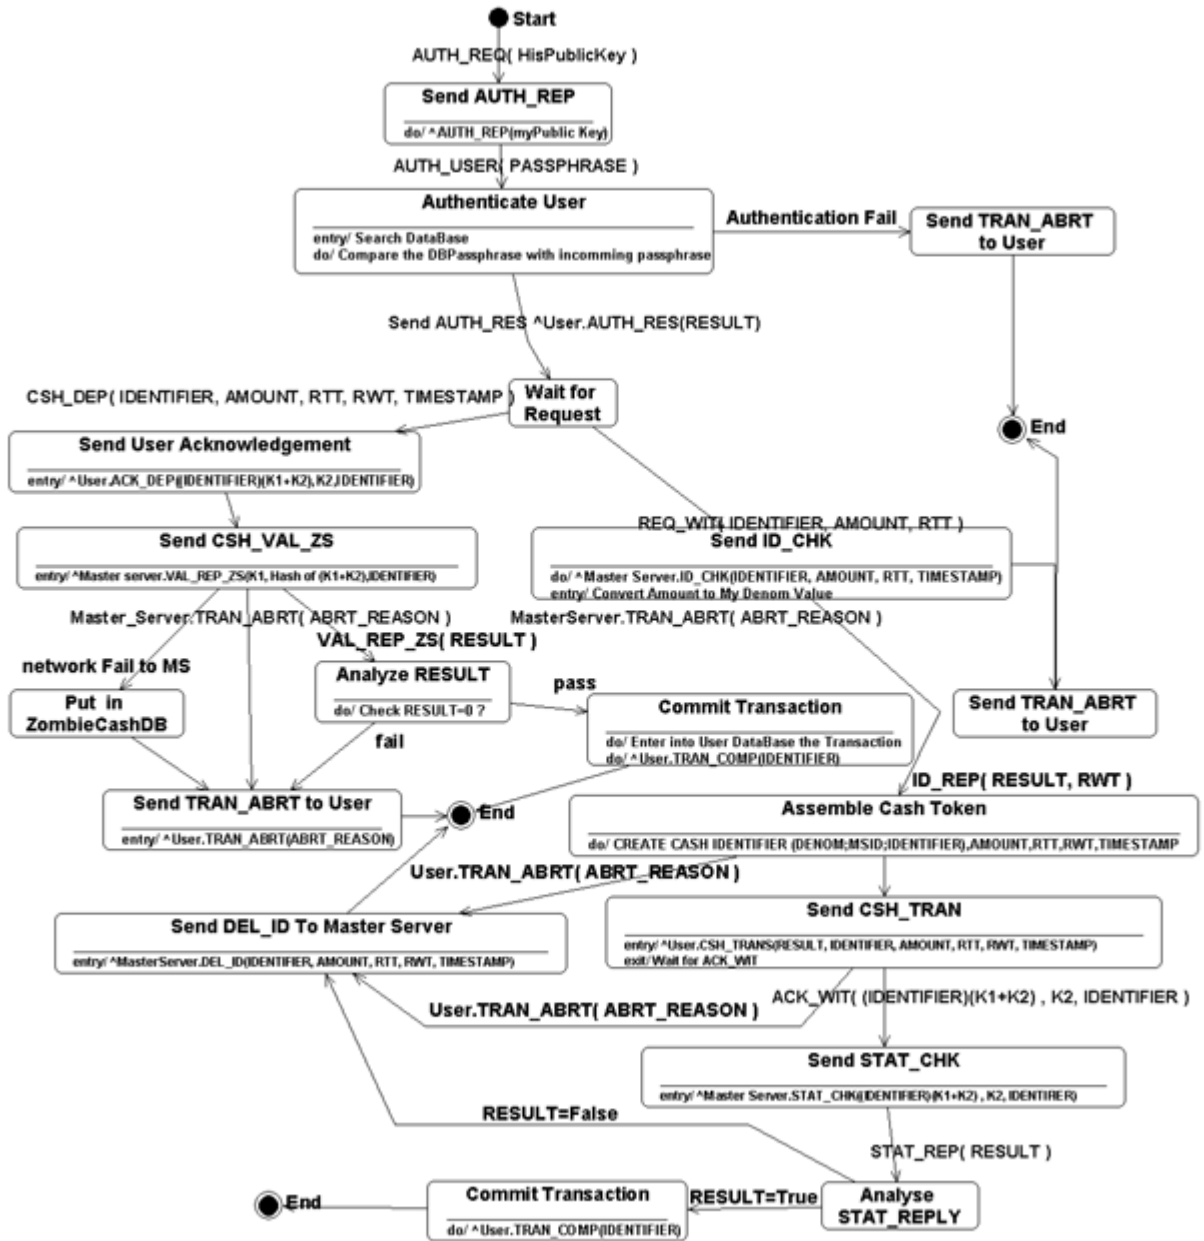 Start
AUTH_REQ( HisPublicKey )
Send AUTH_REP
do/ ^AUTH_REP(myPublic Key)
AUTH_USER( PASSPHRASE )
Authenticate User
entry/ Search DataBase
do/ Compare the DBPassphrase with incomming passphrase
Authentication Fail
Send TRAN_ABRT
to User
Send AUTH_RES ^User.AUTH_RES(RESULT)
CSH_DEP( IDENTIFIER, AMOUNT, RTT, RWT, TIMESTAMP )
Wait for
Request
End
Send User Acknowledgement
entry/ ^User.ACK_DEP((IDENTIFIER)(K1+K2),K2,IDENTIFIER)
REQ_WIT( IDENTIFIER, AMOUNT, RTT )
Send CSH_VAL_ZS
entry/ ^Master server.VAL_REP_ZS(K1, Hash of (K1+K2),IDENTIFIER)
Send ID_CHK
do/ ^Master Server.ID_CHK(IDENTIFIER, AMOUNT, RTT, TIMESTAMP)
entry/ Convert Amount to My Denom Value
Master_Server.TRAN_ABRT( ABRT_REASON )
MasterServer.TRAN_ABRT( ABRT_REASON )
VAL_REP_ZS( RESULT )
network Fail to MS
Put in
ZombieCashDB
Analyze RESULT
do/ Check RESULT=0 ?
pass
fail
Commit Transaction
do/ Enter into User DataBase the Transaction
do/ ^User.TRAN_COMP(IDENTIFIER)
Send TRAN_ABRT
to User
ID_REP( RESULT, RWT )
Send TRAN_ABRT to User
entry/ ^User.TRAN_ABRT(ABRT_REASON)
End
Assemble Cash Token
do/ CREATE CASH IDENTIFIER (DENOM;MSID;IDENTIFIER),AMOUNT,RTT,RWT,TIMESTAMP
User.TRAN_ABRT( ABRT_REASON )
Send DEL_ID To Master Server
entry/ ^MasterServer.DEL_ID(IDENTIFIER, AMOUNT, RTT, RWT, TIMESTAMP)
Send CSH_TRAN
entry/ ^User.CSH_TRANS(RESULT, IDENTIFIER, AMOUNT, RTT, RWT, TIMESTAMP)
exit/ Wait for ACK_WIT
User.TRAN_ABRT( ABRT_REASON )
ACK_WIT( (IDENTIFIER)(K1+K2) , K2, IDENTIFIER )
Send STAT_CHK
entry/ ^Master Server.STAT_CHK((IDENTIFIER)(K1+K2) , K2, IDENTIRER)
RESULT=False
STAT_REP( RESULT )
End
Commit Transaction
do/ ^User.TRAN_COMP(IDENTIFIER)
RESULT=True
Analyse
STAT_REPLY